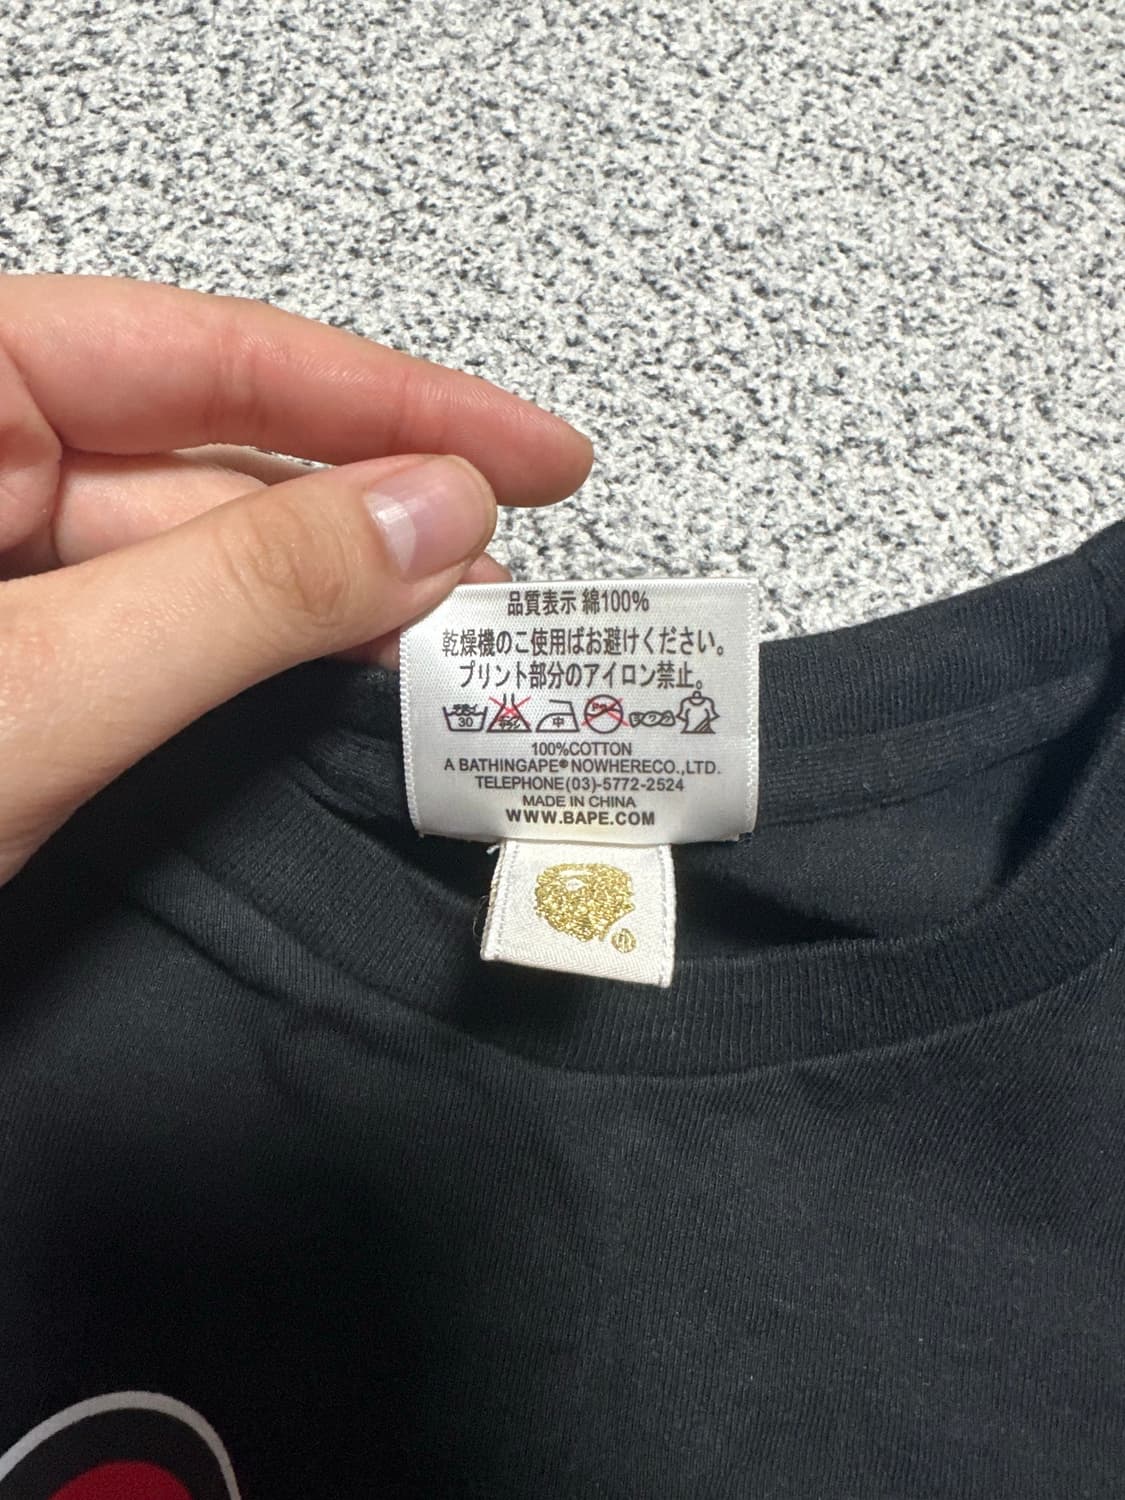 品質表示 綿100%
乾燥機のご使用はお避けください。
プリント部分のアイロン禁止。
30 中
100%COTTON
A BATHINGAPE® NOWHERECO.,LTD.
TELEPHONE(03)-5772-2524
MADE IN CHINA
WWW.BAPE.COM